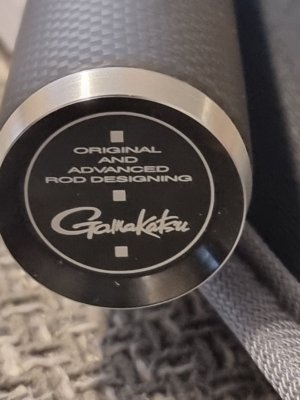 ORIGINAL
AND
ADVANCED
ROD DESIGNING
Gamakatsu